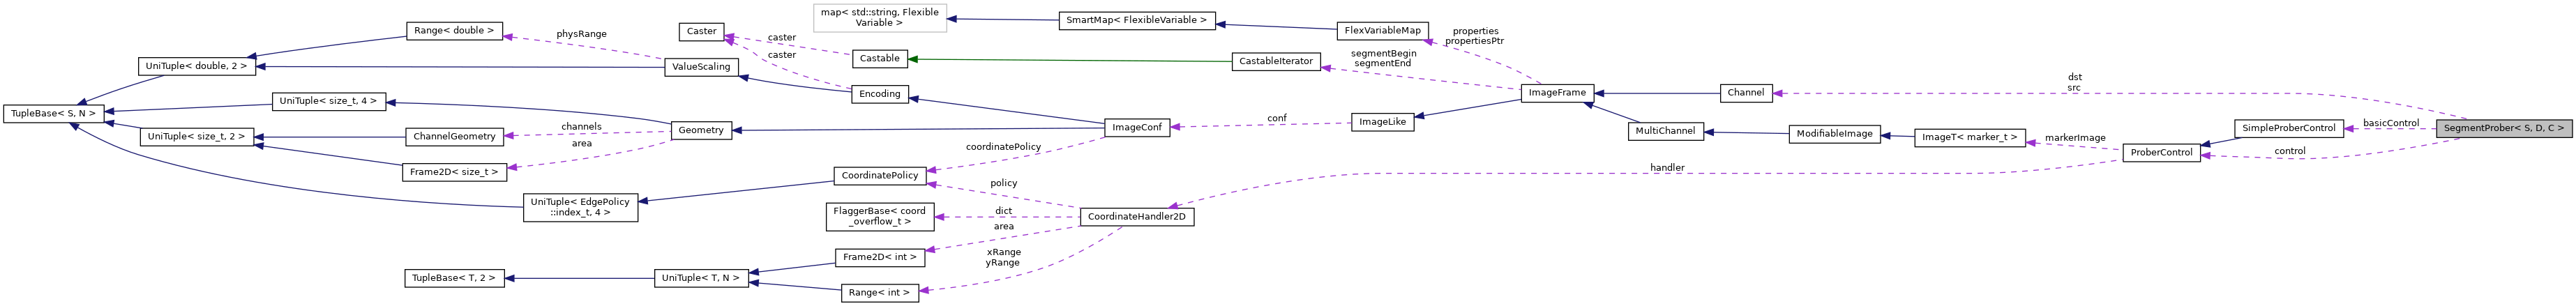 map< std::string, Flexible
Variable >
SmartMap< FlexibleVariable >
FlexVariableMap
properties
propertiesPtr
Range< double >
physRange
Caster
caster
caster
Castable
segmentBegin
segmentEnd
CastableIterator
UniTuple< double, 2 >
ValueScaling
Encoding
ImageFrame
Channel
dst
src
TupleBase< S, N >
UniTuple< size_t, 4 >
UniTuple< size_t, 2 >
ChannelGeometry
channels
area
Geometry
Frame2D< size_t >
ImageConf
conf
ImageLike
MultiChannel
ModifiableImage
ImageT< marker_t >
markerImage
ProberControl
SimpleProberControl
basicControl
control
SegmentProber< S, D, C >
coordinatePolicy
CoordinatePolicy
policy
handler
UniTuple< EdgePolicy
::index_t, 4 >
FlaggerBase< coord
_overflow_t >
dict
area
CoordinateHandler2D
Frame2D< int >
xRange
yRange
TupleBase< T, 2 >
UniTuple< T, N >
Range< int >